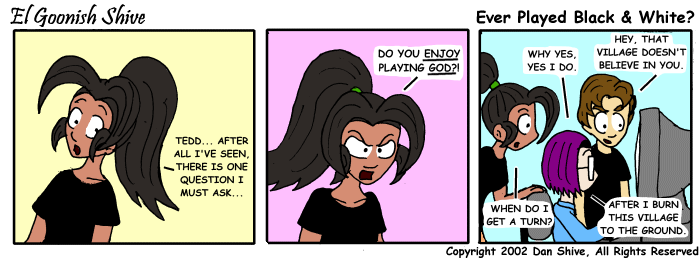 El Goonish Shive
Ever Played Black & White?
TEDD... AFTER
ALL I'VE SEEN,
THERE IS ONE
QUESTION I
MUST ASK...
DO YOU ENJOY
PLAYING GOD?!
WHY YES,
YES I DO.
HEY, THAT
VILLAGE DOESN'T
BELIEVE IN YOU.
WHEN DO I
GET A TURN?
AFTER I BURN
THIS VILLAGE
TO THE GROUND.
Copyright 2002 Dan Shive, All Rights Reserved